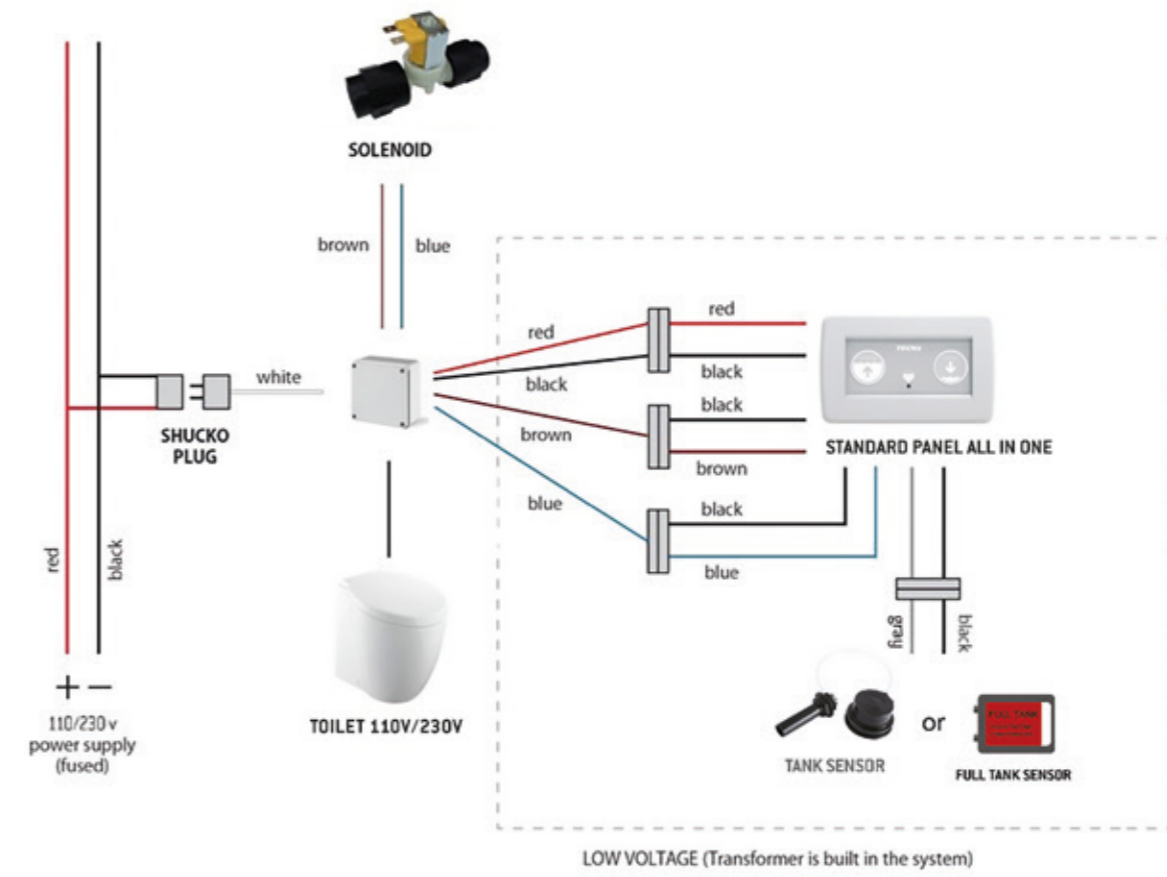 SOLENOID
brown
blue
red
red
black
black
white
black
brown
brown
SHUCKO
PLUG
STANDARD PANEL ALL IN ONE
blue
black
blue
red
black
gray
black
+ −
110/230 v
power supply
(fused)
TOILET 110V/230V
TANK SENSOR
or
FULL TANK
FULL TANK SENSOR
LOW VOLTAGE (Transformer is built in the system)